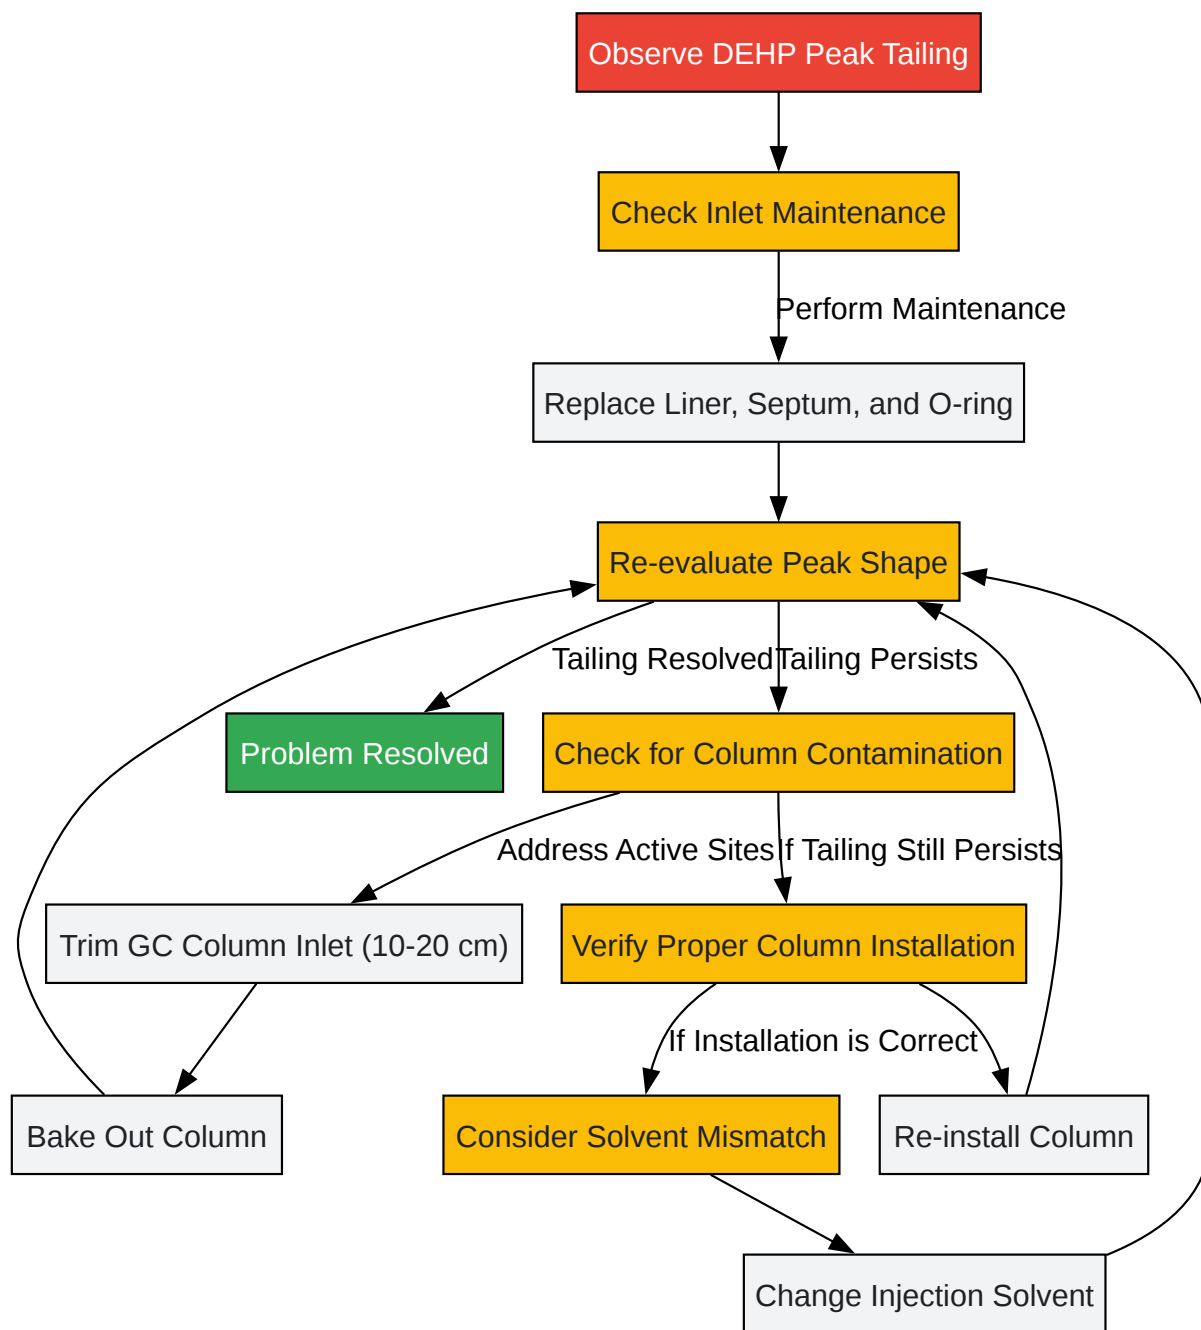 Observe DEHP Peak Tailing
Check Inlet Maintenance
Perform Maintenance
Replace Liner, Septum, and O-ring
Re-evaluate Peak Shape
Tailing Resolved
Tailing Persists
Problem Resolved
Check for Column Contamination
Address Active Sites
If Tailing Still Persists
Trim GC Column Inlet (10-20 cm)
Verify Proper Column Installation
If Installation is Correct
Bake Out Column
Consider Solvent Mismatch
Re-install Column
Change Injection Solvent